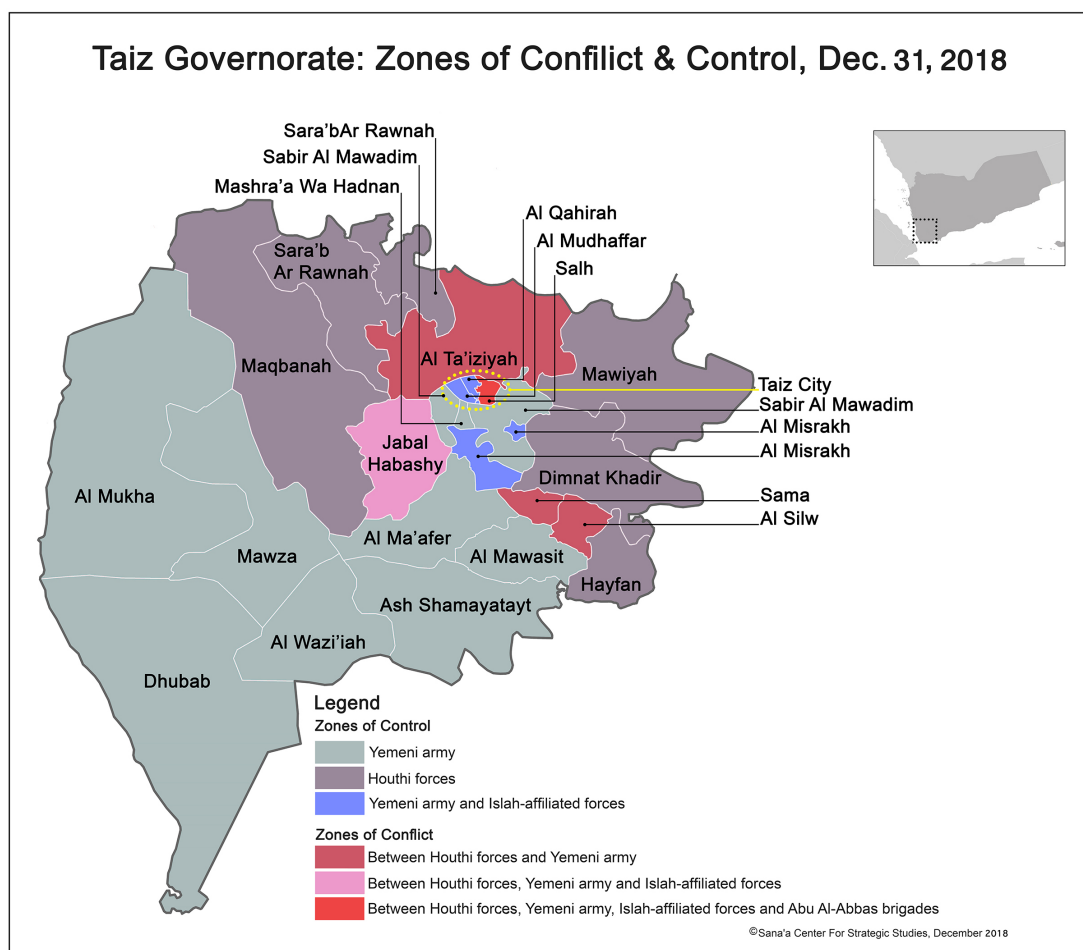 Taiz Governorate: Zones of Confilict & Control, Dec. 31, 2018
Sara'bAr Rawnah
Sabir Al Mawadim
Mashra'a Wa Hadnan
Al Qahirah
Al Mudhaffar
Salh
Sara'b
Ar Rawnah
Maqbanah
Al Ta'iziyah
Mawiyah
Taiz City
Sabir Al Mawadim
Al Misrakh
Al Misrakh
Jabal
Habashy
Dimnat Khadir
Sama
Al Silw
Al Mukha
Mawza
Al Ma'afer
Al Mawasit
Hayfan
Ash Shamayatayt
Al Wazi'iah
Dhubab
Legend
Zones of Control
Yemeni army
Houthi forces
Yemeni army and Islah-affiliated forces
Zones of Conflict
Between Houthi forces and Yemeni army
Between Houthi forces, Yemeni army and Islah-affiliated forces
Between Houthi forces, Yemeni army, Islah-affiliated forces and Abu Al-Abbas brigades
©Sana'a Center For Strategic Studies, December 2018